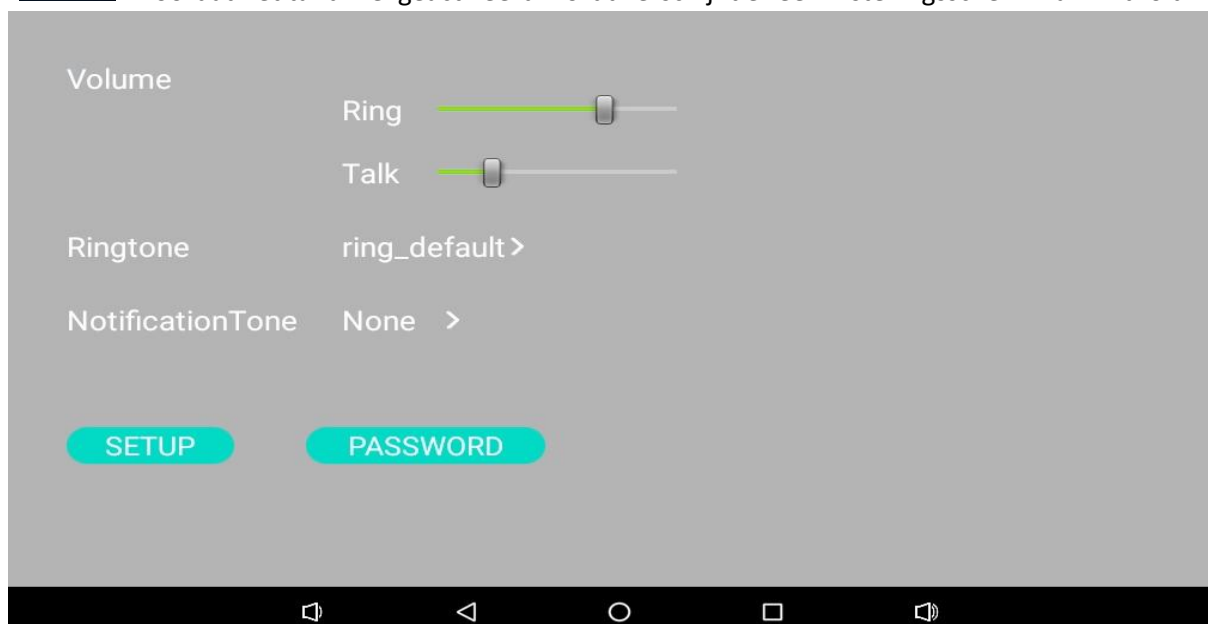 Volume
Ring
Talk
Ringtone
ring_default>
NotificationTone
None >
SETUP
PASSWORD